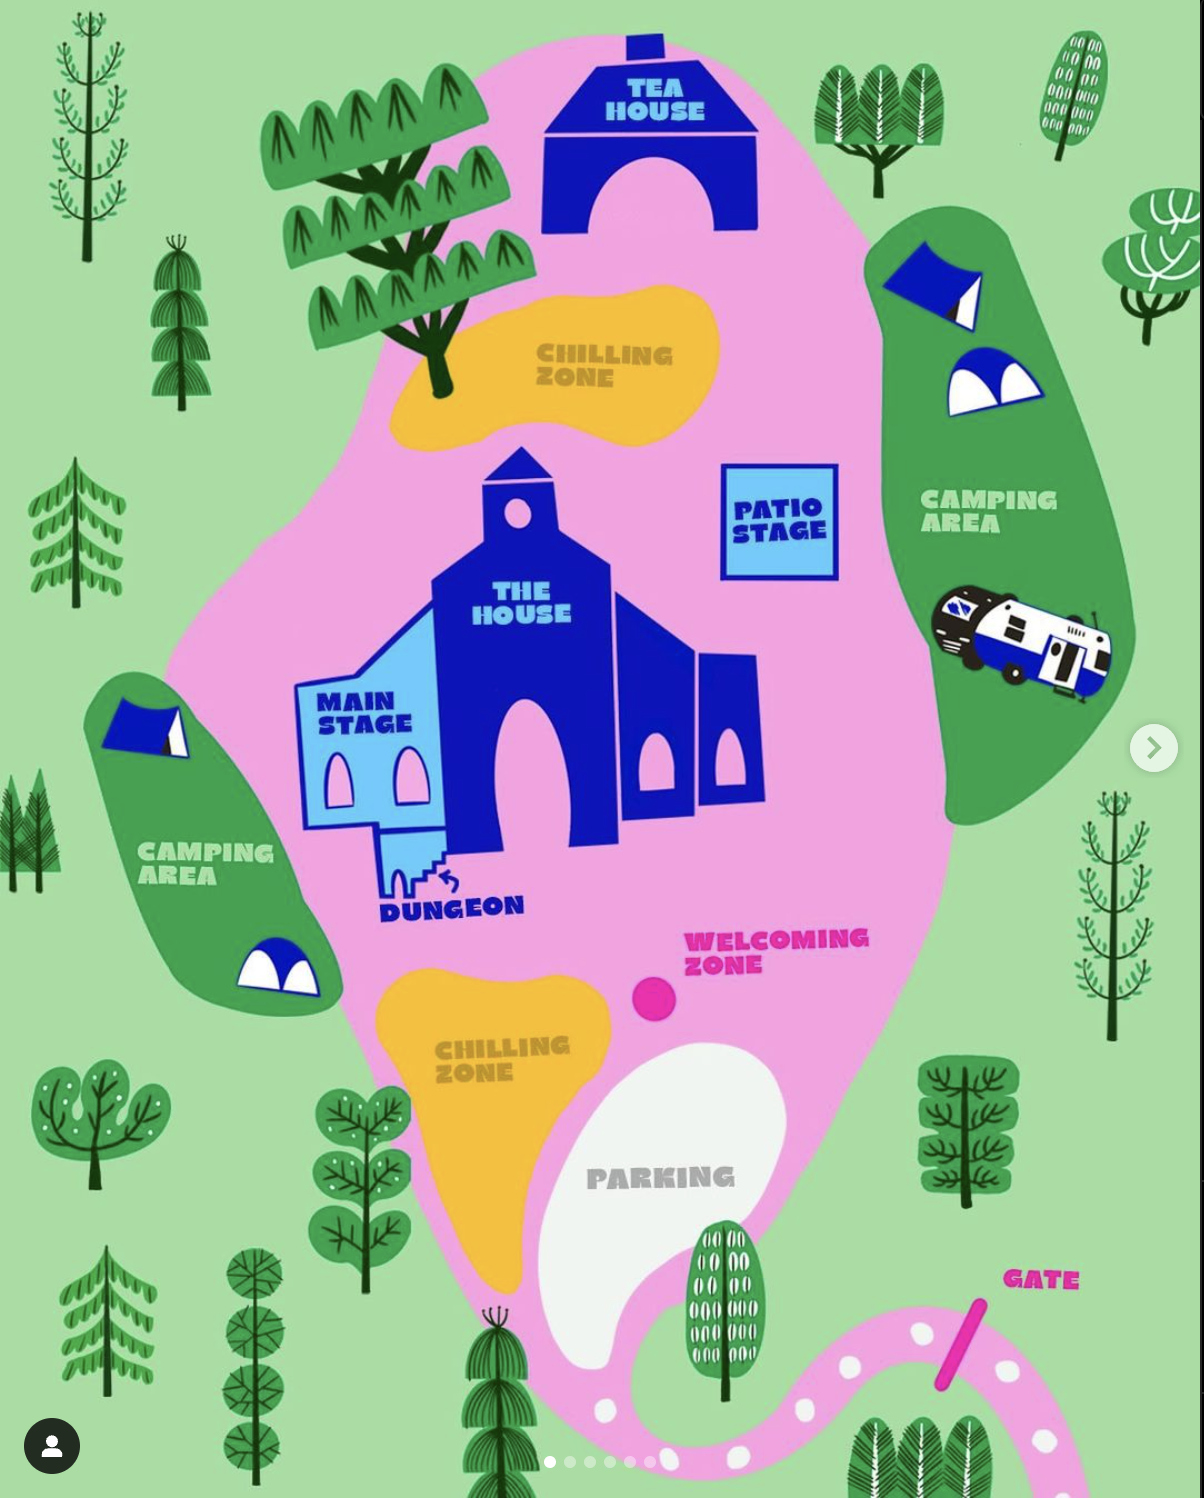 TEA
HOUSE
CHILLING
ZONE
PATIO
STAGE
CAMPING
AREA
THE
HOUSE
MAIN
STAGE
CAMPING
AREA
DUNGEON
WELCOMING
ZONE
CHILLING
ZONE
PARKING
GATE